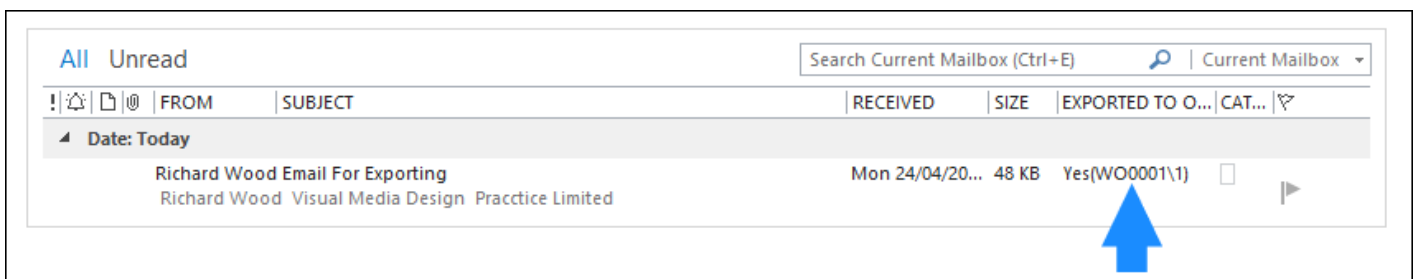 All Unread
Search Current Mailbox (Ctrl+E) Current Mailbox
! FROM SUBJECT RECEIVED SIZE EXPORTED TO O... CAT...
Date: Today
Richard Wood Email For Exporting Mon 24/04/20... 48 KB Yes(WO0001\1)
Richard Wood Visual Media Design Pracctice Limited